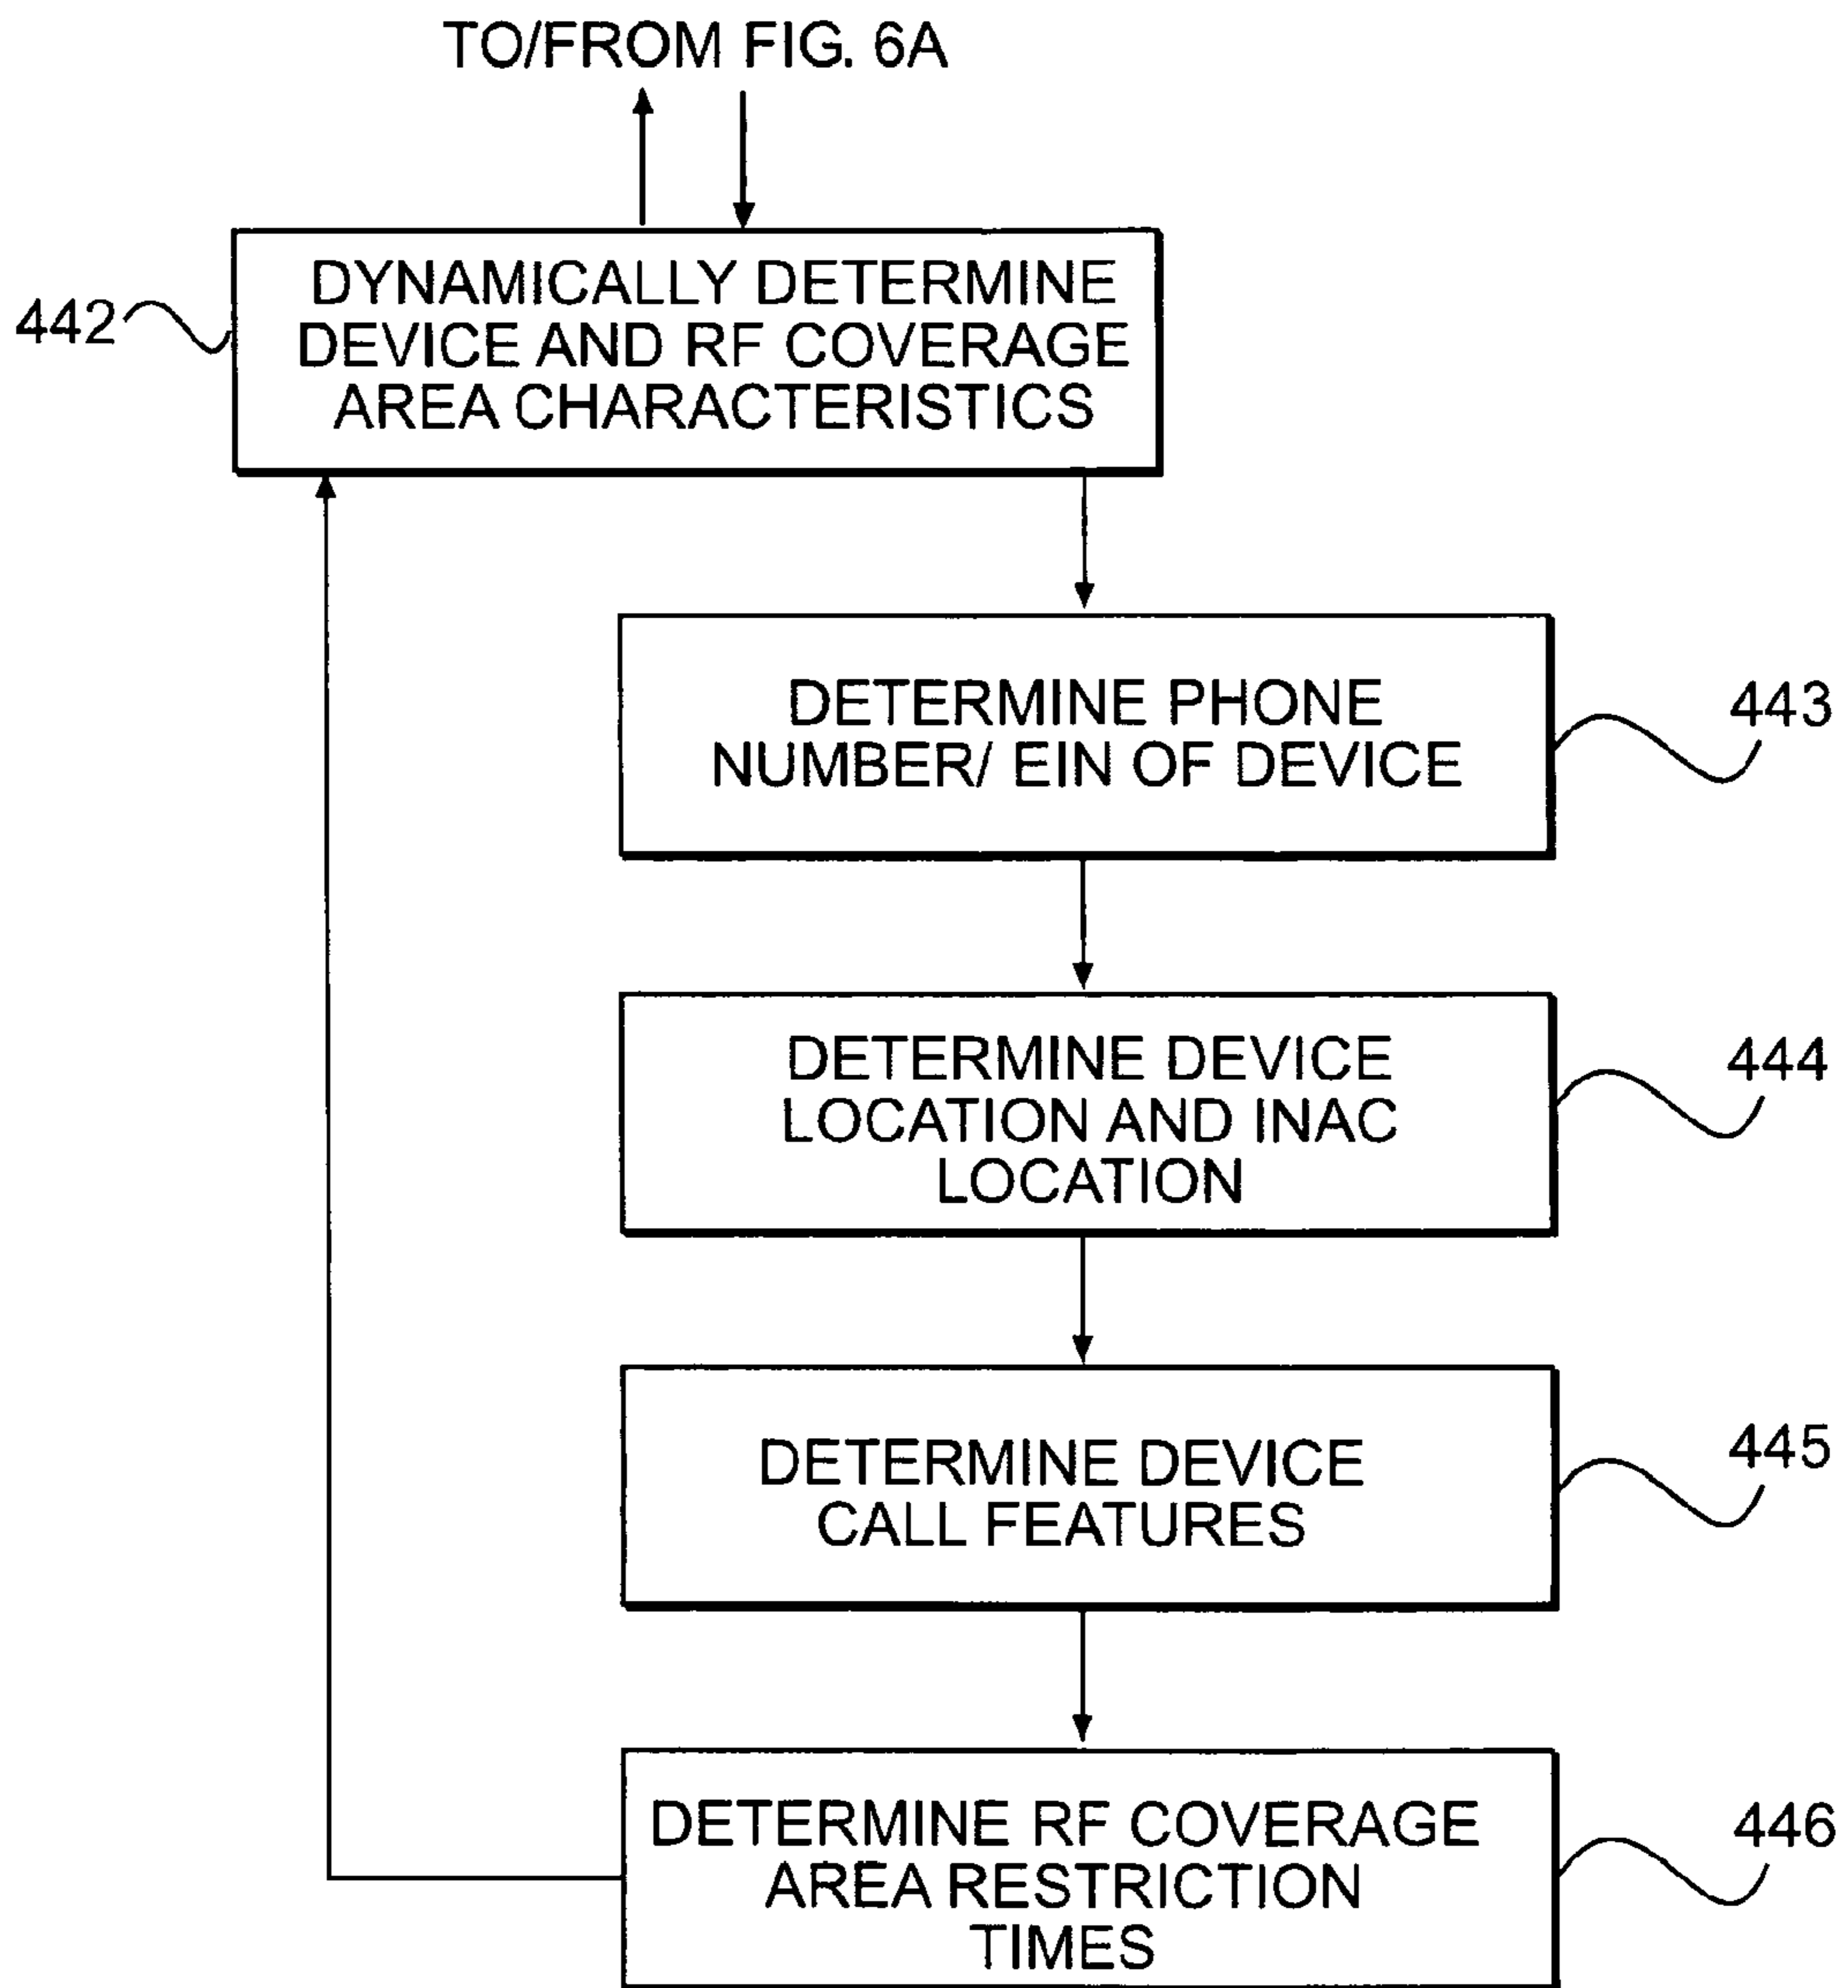 TO/FROM FIG. 6A
442
DYNAMICALLY DETERMINE
DEVICE AND RF COVERAGE
AREA CHARACTERISTICS
DETERMINE PHONE
NUMBER/ EIN OF DEVICE
443
DETERMINE DEVICE
LOCATION AND INAC
LOCATION
444
DETERMINE DEVICE
CALL FEATURES
445
DETERMINE RF COVERAGE
AREA RESTRICTION
TIMES
446